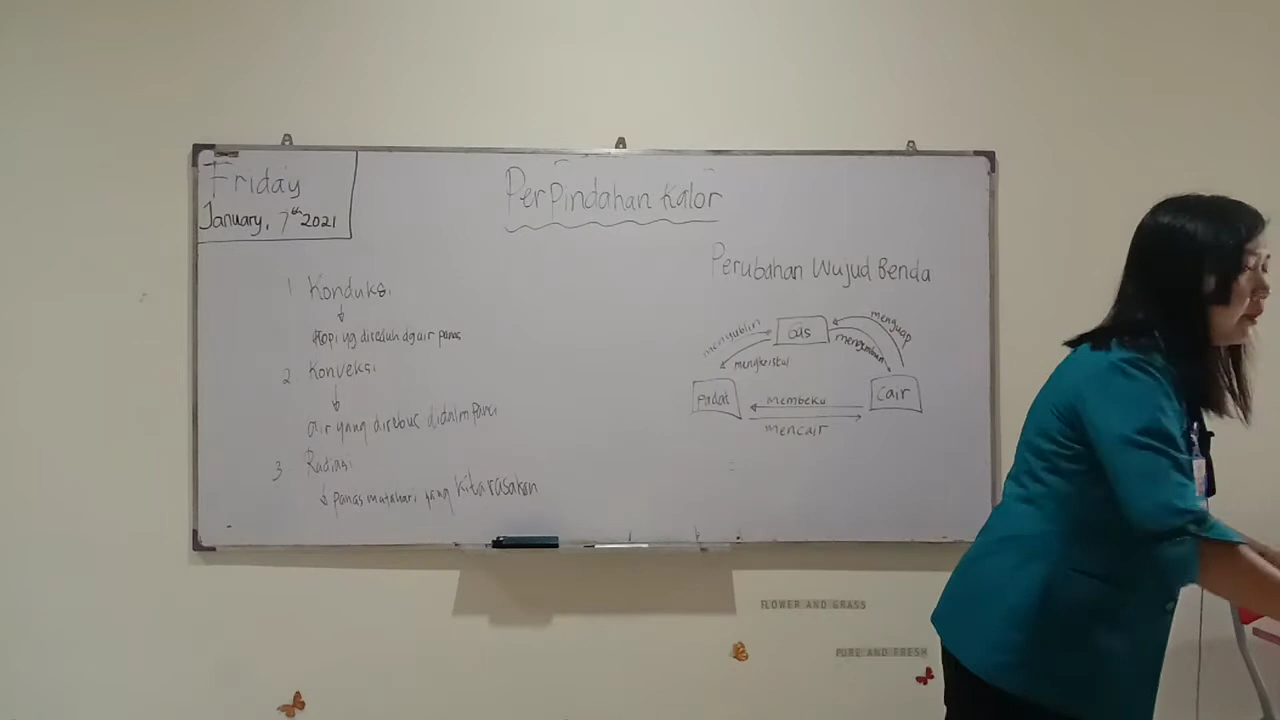 Friday
January, 7th 2021
Perpindahan Kalor
1 Konduksi
Kopi yg direduh dg air panas
2 Konveksi
air yang direbus didalm panci
3 Radiasi
panas matahari yang kita rasakan
Perubahan Wujud Benda
Gas
menyublim
mengkristal
menguap
mengembun
Padat
Cair
Membeku
mencair
FLOWER AND GRASS
PURE AND FRESH